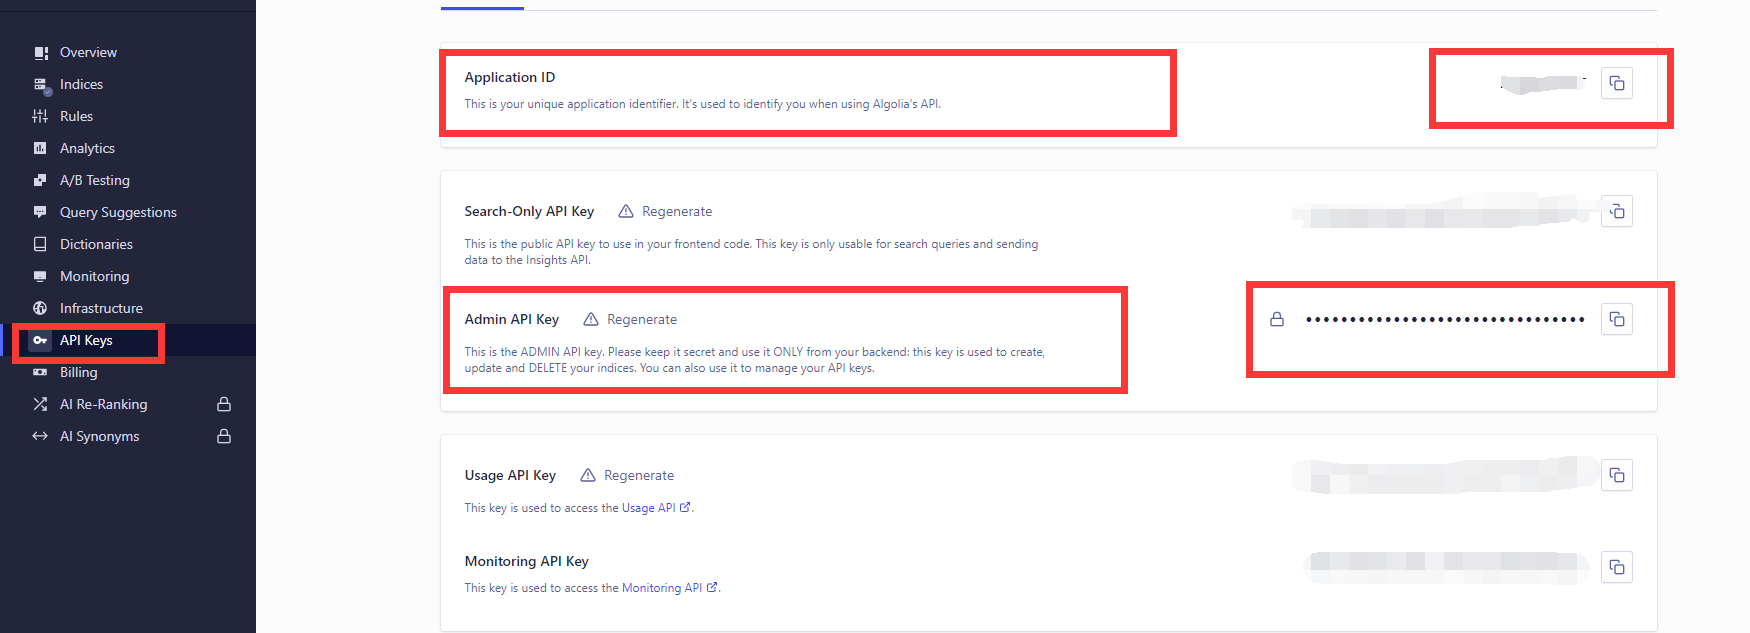 Overview
Indices
Rules
Analytics
A/B Testing
Query Suggestions
Dictionaries
Monitoring
Infrastructure
API Keys
Billing
AI Re-Ranking
AI Synonyms
Application ID
This is your unique application identifier. It's used to identify you when using Algolia's API.
Search-Only API Key Regenerate
This is the public API key to use in your frontend code. This key is only usable for search queries and sending
data to the Insights API.
Admin API Key Regenerate
••••••••••••••••••••••••••••••••
This is the ADMIN API key. Please keep it secret and use it ONLY from your backend: this key is used to create,
update and DELETE your indices. You can also use it to manage your API keys.
Usage API Key Regenerate
This key is used to access the Usage API.
Monitoring API Key
This key is used to access the Monitoring API.